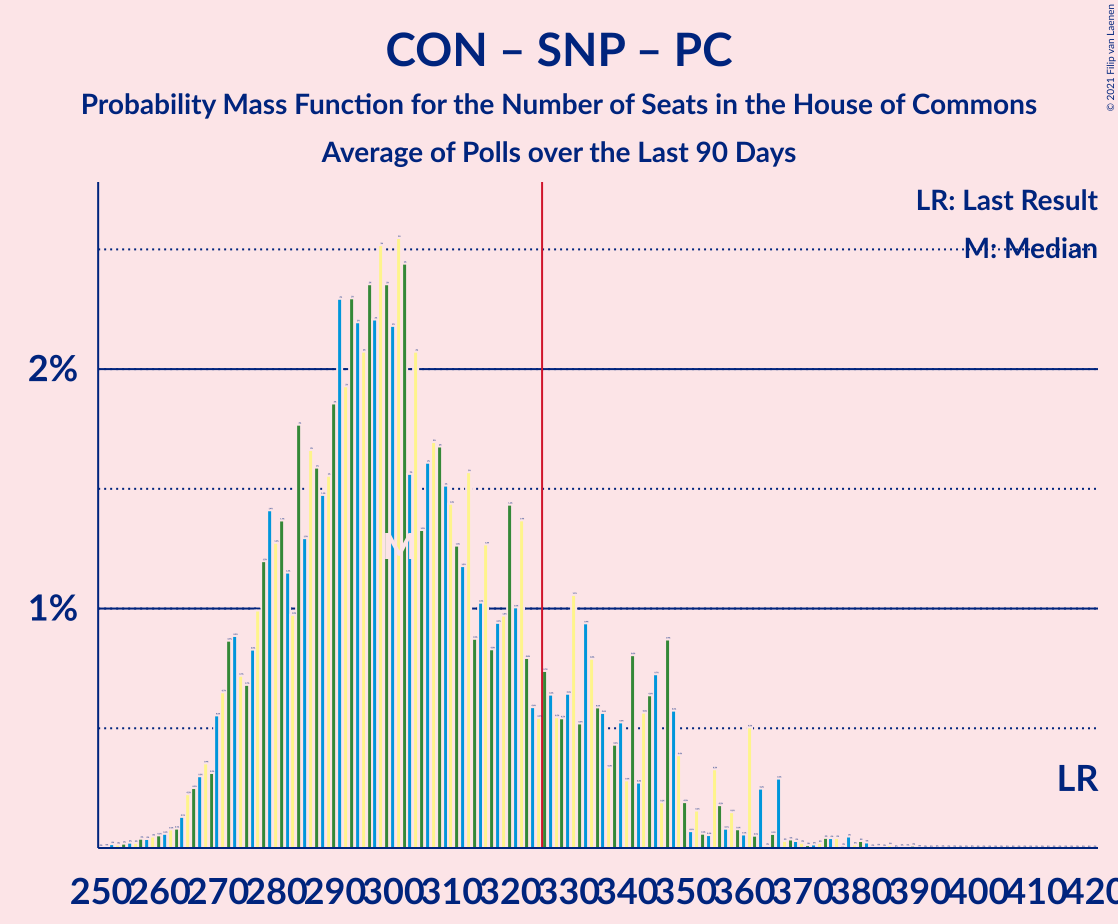 CON – SNP – PC
Probability Mass Function for the Number of Seats in the House of Commons
Average of Polls over the Last 90 Days
© 2021 Filip van Laenen
LR: Last Result
M: Median
2%
1%
M
LR
250 260 270 280 290 300 310 320 330 340 350 360 370 380 390 400 410 420